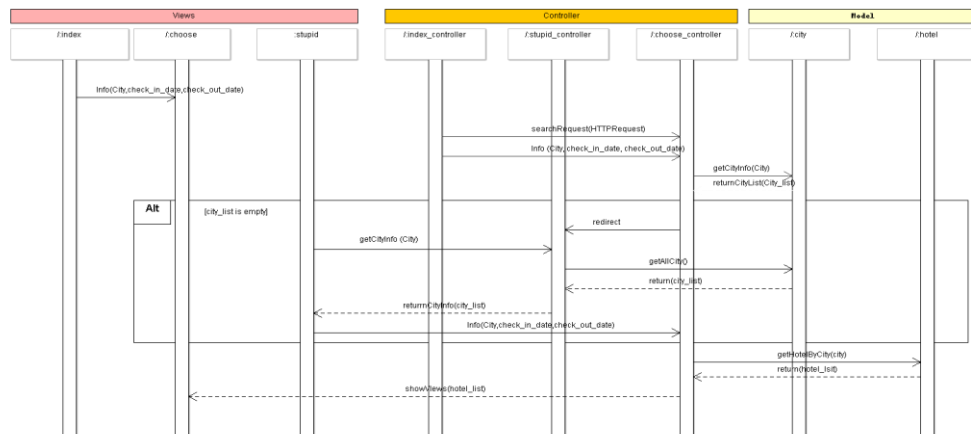 Views
Controller
Model
/:index
/:choose
:stupid
/:index_controller
/:stupid_controller
/:choose_controller
/:city
/:hotel
Info(City,check_in_date,check_out_date)
searchRequest(HTTPRequest)
Info (City, check_in_date, check_out_date)
getCityInfo(City)
returnCityList(City_list)
Alt
[city_list is empty]
redirect
getCityInfo (City)
getAllCity()
return(city_list)
returrnCityInfo(city_list)
Info(City,check_in_date,check_out_date)
getHotelByCity(city)
return(hotel_lsit)
showViews(hotel_list)